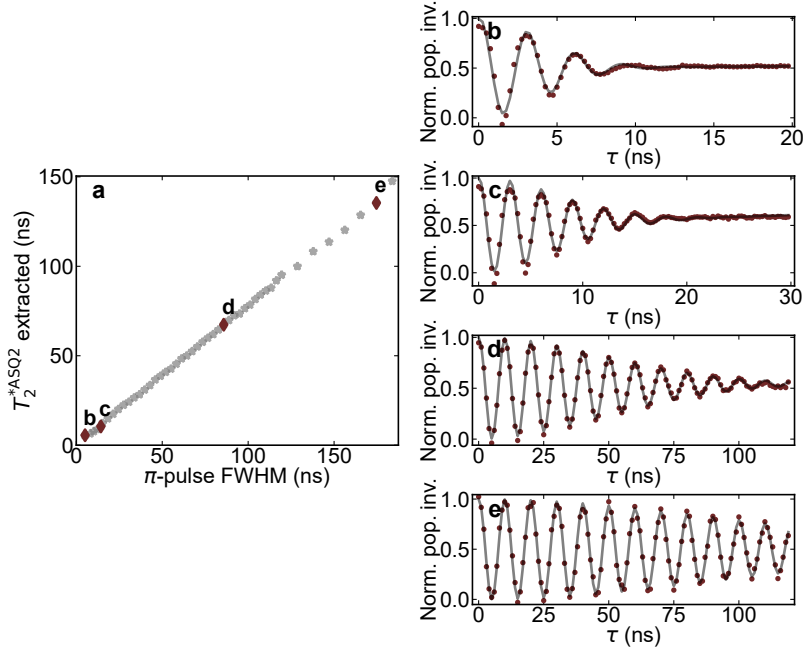 a
T₂*ᴬˢQ² extracted (ns)
150
100
50
0
b
c
d
e
0 50 100 150
π-pulse FWHM (ns)
b
Norm. pop. inv.
1.0
0.5
0.0
0 5 10 15 20
τ (ns)
c
Norm. pop. inv.
1.0
0.5
0.0
0 10 20 30
τ (ns)
d
Norm. pop. inv.
1.0
0.5
0.0
0 25 50 75 100
τ (ns)
e
Norm. pop. inv.
1.0
0.5
0.0
0 25 50 75 100
τ (ns)